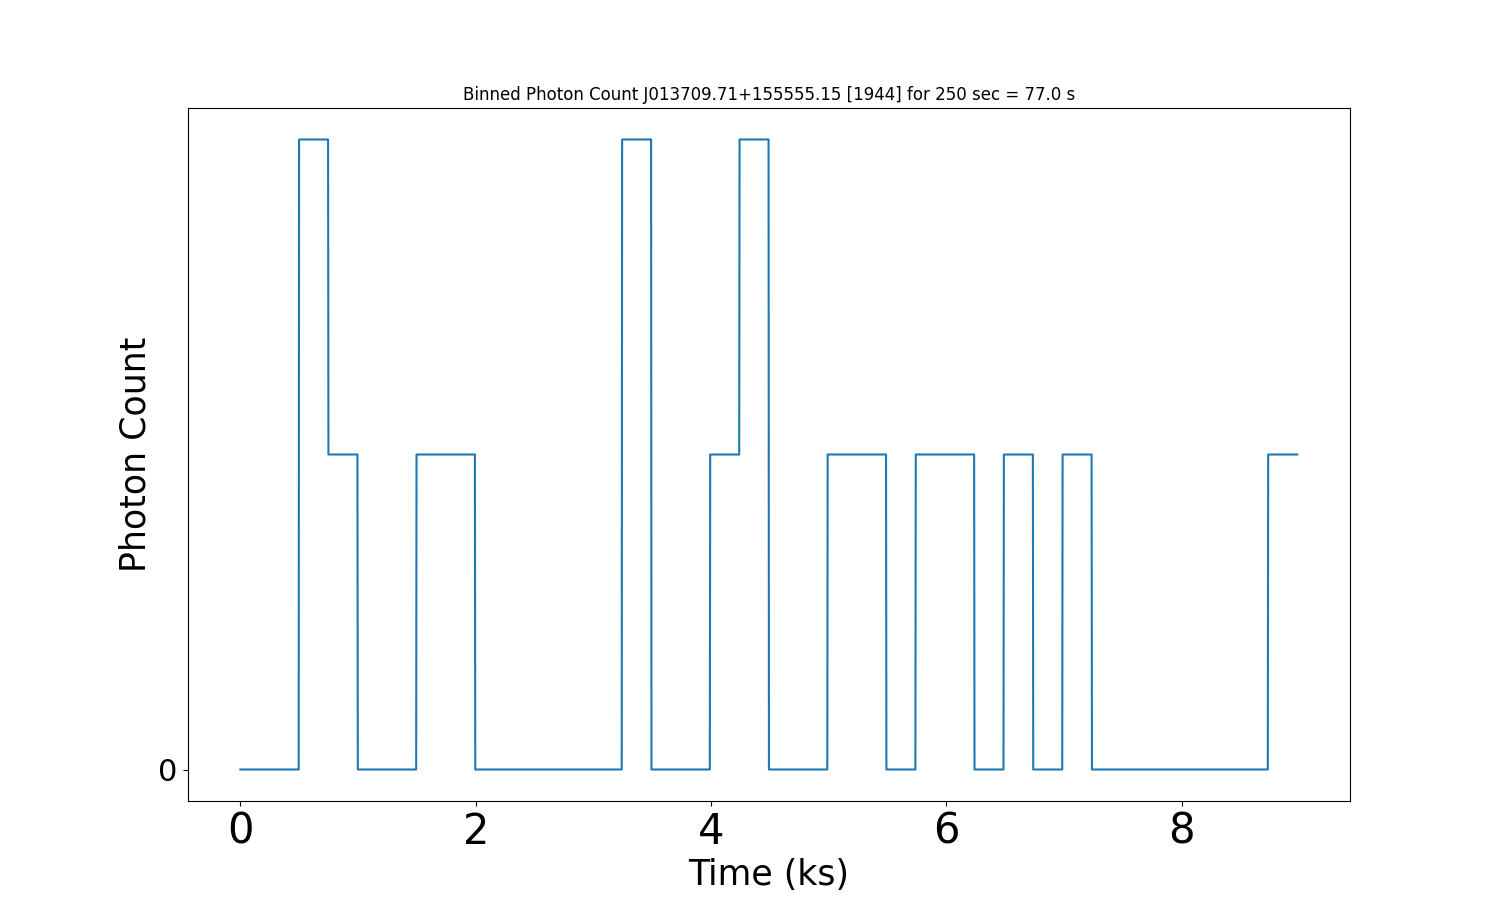 Binned Photon Count J013709.71+155555.15 [1944] for 250 sec = 77.0 s
Photon Count
0
0 2 4 6 8
Time (ks)